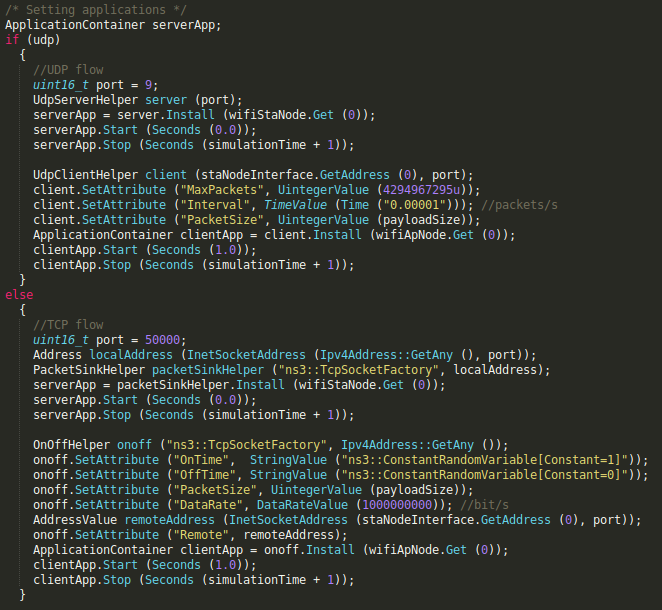 /* Setting applications */
ApplicationContainer serverApp;
if (udp)
  {
    //UDP flow
    uint16_t port = 9;
    UdpServerHelper server (port);
    serverApp = server.Install (wifiStaNode.Get (0));
    serverApp.Start (Seconds (0.0));
    serverApp.Stop (Seconds (simulationTime + 1));

    UdpClientHelper client (staNodeInterface.GetAddress (0), port);
    client.SetAttribute ("MaxPackets", UintegerValue (4294967295u));
    client.SetAttribute ("Interval", TimeValue (Time ("0.00001"))); //packets/s
    client.SetAttribute ("PacketSize", UintegerValue (payloadSize));
    ApplicationContainer clientApp = client.Install (wifiApNode.Get (0));
    clientApp.Start (Seconds (1.0));
    clientApp.Stop (Seconds (simulationTime + 1));
  }
else
  {
    //TCP flow
    uint16_t port = 50000;
    Address localAddress (InetSocketAddress (Ipv4Address::GetAny (), port));
    PacketSinkHelper packetSinkHelper ("ns3::TcpSocketFactory", localAddress);
    serverApp = packetSinkHelper.Install (wifiStaNode.Get (0));
    serverApp.Start (Seconds (0.0));
    serverApp.Stop (Seconds (simulationTime + 1));

    OnOffHelper onoff ("ns3::TcpSocketFactory", Ipv4Address::GetAny ());
    onoff.SetAttribute ("OnTime",  StringValue ("ns3::ConstantRandomVariable[Constant=1]"));
    onoff.SetAttribute ("OffTime", StringValue ("ns3::ConstantRandomVariable[Constant=0]"));
    onoff.SetAttribute ("PacketSize", UintegerValue (payloadSize));
    onoff.SetAttribute ("DataRate", DataRateValue (1000000000)); //bit/s
    AddressValue remoteAddress (InetSocketAddress (staNodeInterface.GetAddress (0), port));
    onoff.SetAttribute ("Remote", remoteAddress);
    ApplicationContainer clientApp = onoff.Install (wifiApNode.Get (0));
    clientApp.Start (Seconds (1.0));
    clientApp.Stop (Seconds (simulationTime + 1));
  }